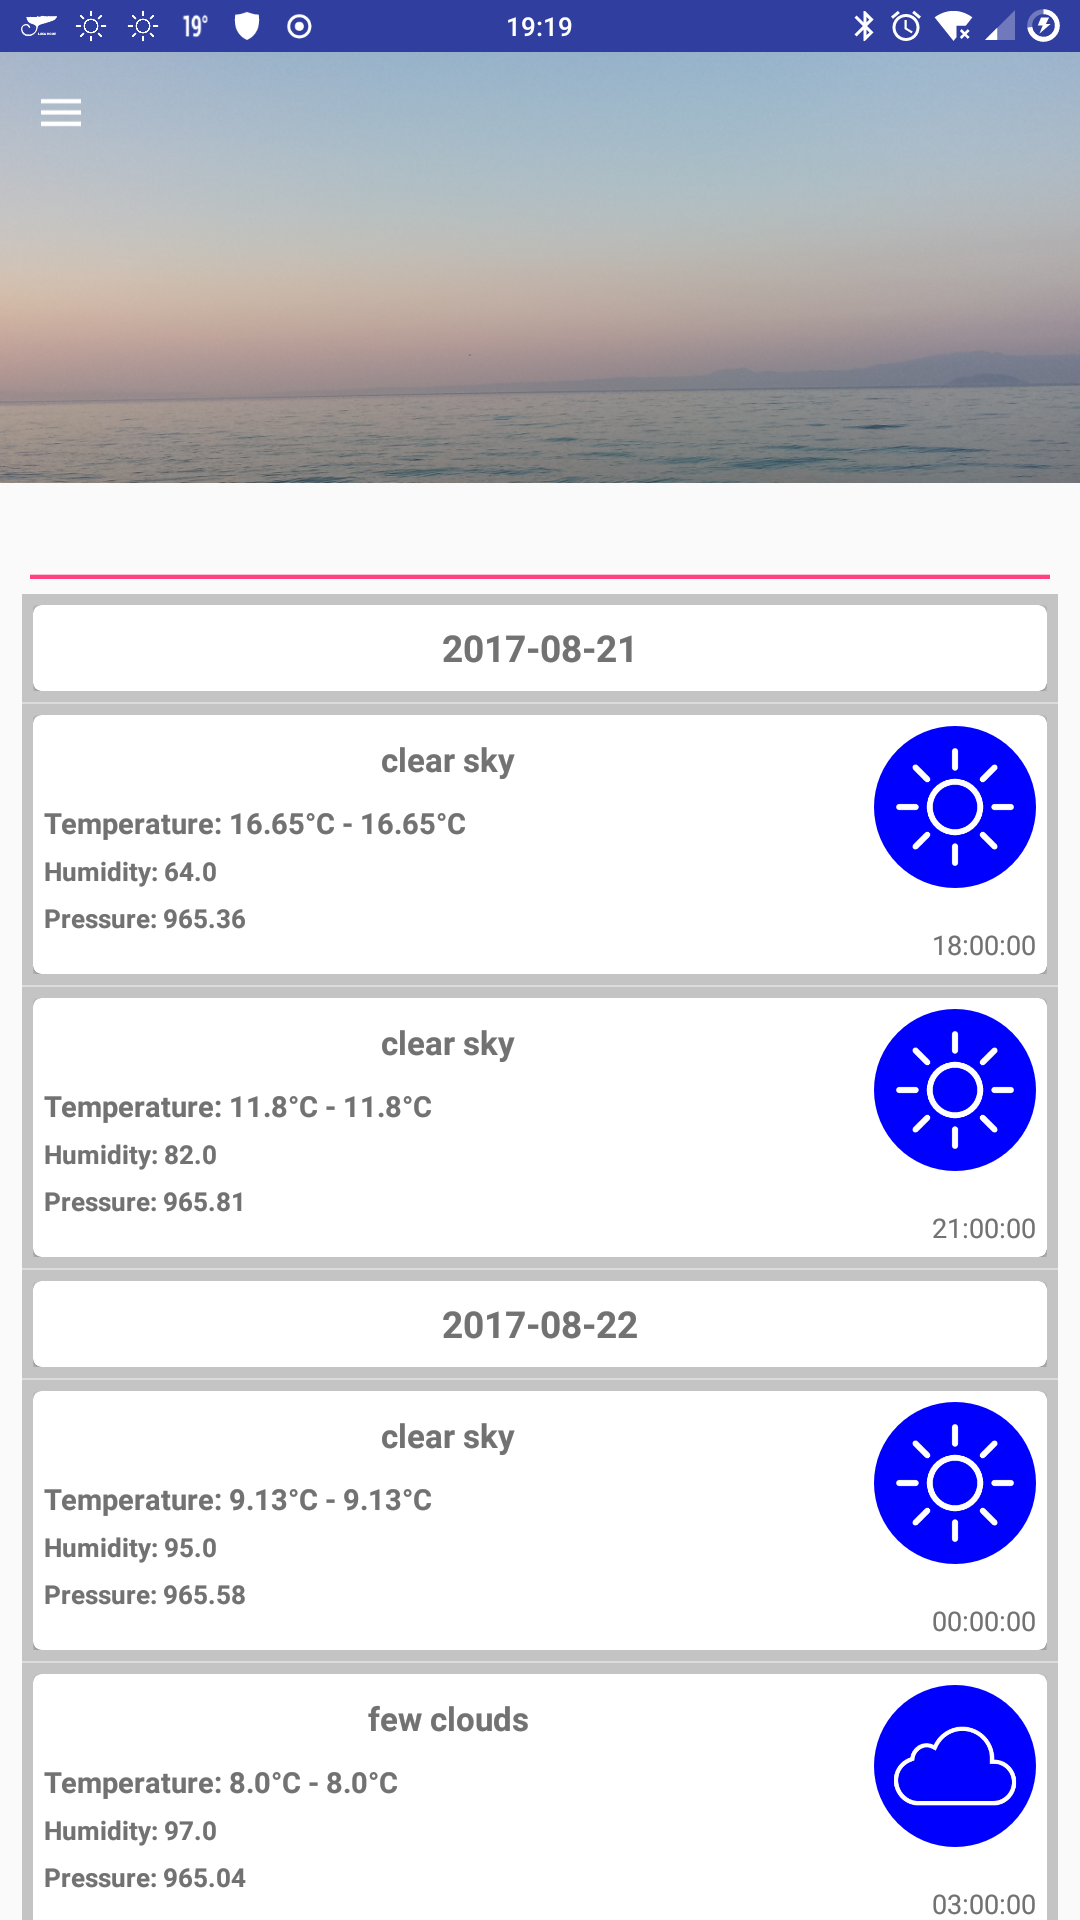 19°
19:19
2017-08-21
clear sky
Temperature: 16.65°C - 16.65°C
Humidity: 64.0
Pressure: 965.36
18:00:00
clear sky
Temperature: 11.8°C - 11.8°C
Humidity: 82.0
Pressure: 965.81
21:00:00
2017-08-22
clear sky
Temperature: 9.13°C - 9.13°C
Humidity: 95.0
Pressure: 965.58
00:00:00
few clouds
Temperature: 8.0°C - 8.0°C
Humidity: 97.0
Pressure: 965.04
03:00:00